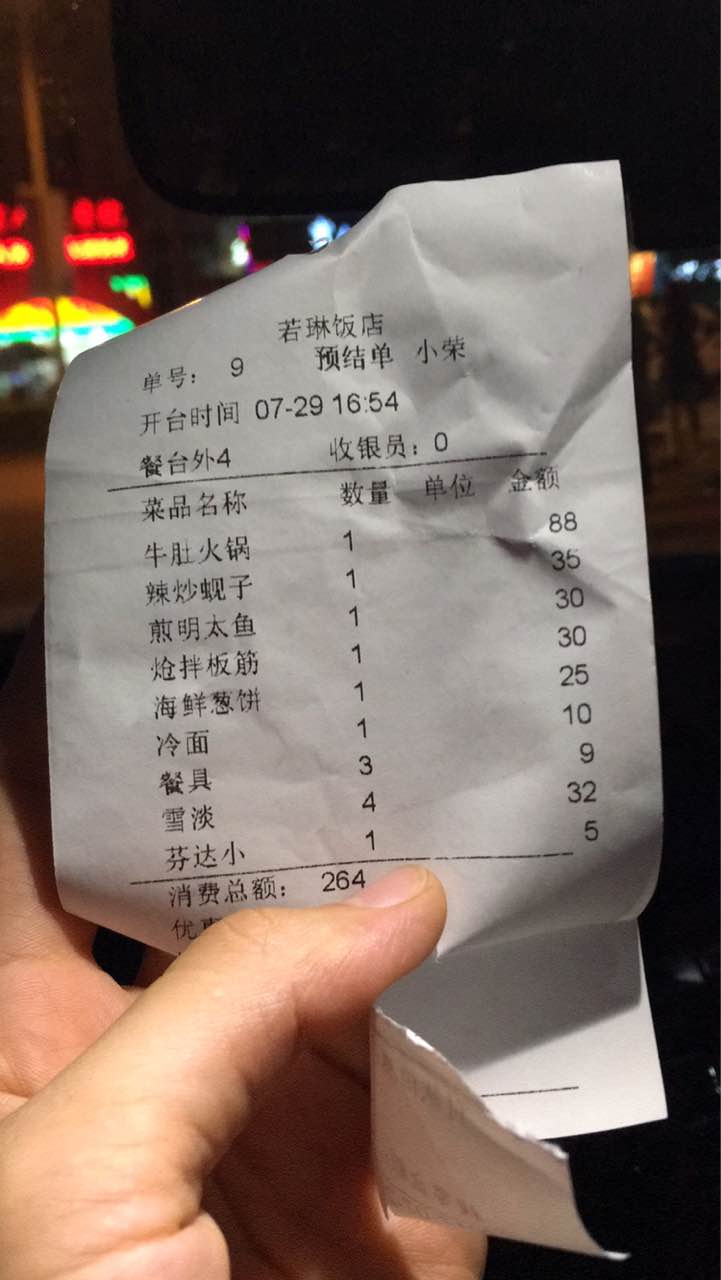 若琳饭店
单号： 9 预结单 小荣
开台时间 07-29 16:54
餐台外4 收银员：0
菜品名称 数量 单位 金额
牛肚火锅 1 88
辣炒蚬子 1 35
煎明太鱼 1 30
炝拌板筋 1 30
海鲜葱饼 1 25
冷面 1 10
餐具 3 9
雪淡 4 32
芬达小 1 5
消费总额： 264